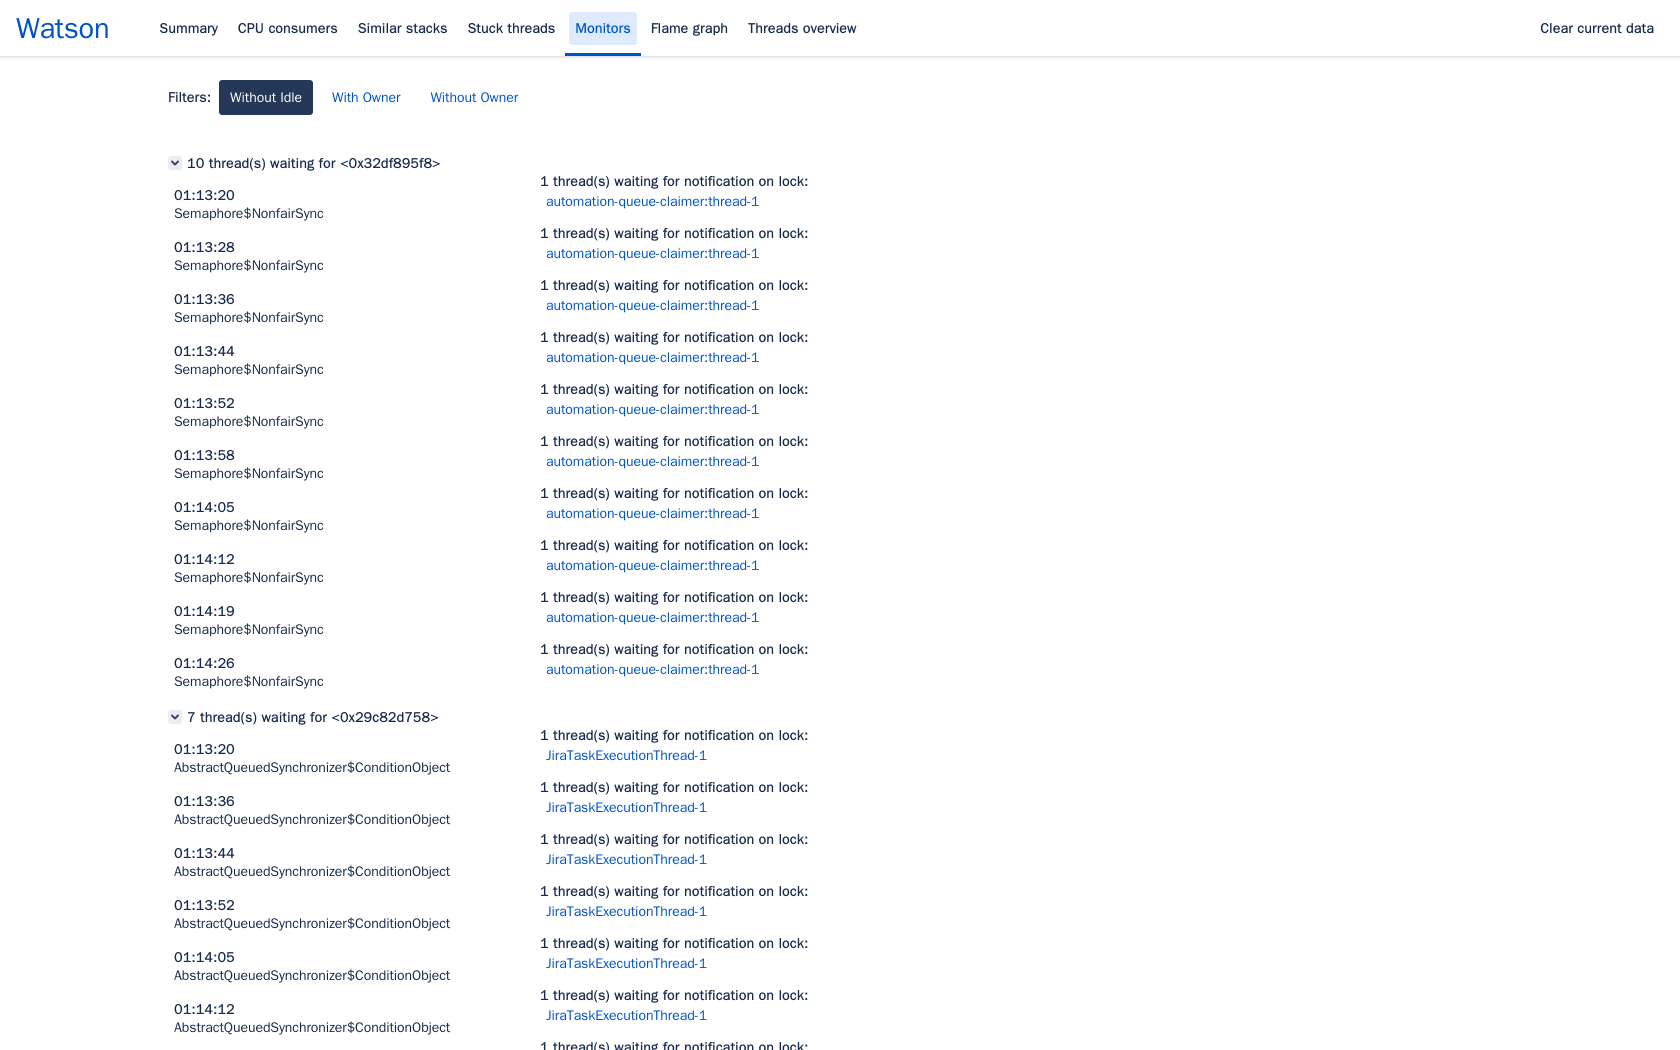 Watson Summary CPU consumers Similar stacks Stuck threads Monitors Flame graph Threads overview Clear current data
Filters: Without Idle With Owner Without Owner
10 thread(s) waiting for <0x32df895f8>
1 thread(s) waiting for notification on lock:
01:13:20
automation-queue-claimer:thread-1
Semaphore$NonfairSync
1 thread(s) waiting for notification on lock:
01:13:28
automation-queue-claimer:thread-1
Semaphore$NonfairSync
1 thread(s) waiting for notification on lock:
01:13:36
automation-queue-claimer:thread-1
Semaphore$NonfairSync
1 thread(s) waiting for notification on lock:
01:13:44
automation-queue-claimer:thread-1
Semaphore$NonfairSync
1 thread(s) waiting for notification on lock:
01:13:52
automation-queue-claimer:thread-1
Semaphore$NonfairSync
1 thread(s) waiting for notification on lock:
01:13:58
automation-queue-claimer:thread-1
Semaphore$NonfairSync
1 thread(s) waiting for notification on lock:
01:14:05
automation-queue-claimer:thread-1
Semaphore$NonfairSync
1 thread(s) waiting for notification on lock:
01:14:12
automation-queue-claimer:thread-1
Semaphore$NonfairSync
1 thread(s) waiting for notification on lock:
01:14:19
automation-queue-claimer:thread-1
Semaphore$NonfairSync
1 thread(s) waiting for notification on lock:
01:14:26
automation-queue-claimer:thread-1
Semaphore$NonfairSync
7 thread(s) waiting for <0x29c82d758>
1 thread(s) waiting for notification on lock:
01:13:20
JiraTaskExecutionThread-1
AbstractQueuedSynchronizer$ConditionObject
1 thread(s) waiting for notification on lock:
01:13:36
JiraTaskExecutionThread-1
AbstractQueuedSynchronizer$ConditionObject
1 thread(s) waiting for notification on lock:
01:13:44
JiraTaskExecutionThread-1
AbstractQueuedSynchronizer$ConditionObject
1 thread(s) waiting for notification on lock:
01:13:52
JiraTaskExecutionThread-1
AbstractQueuedSynchronizer$ConditionObject
1 thread(s) waiting for notification on lock:
01:14:05
JiraTaskExecutionThread-1
AbstractQueuedSynchronizer$ConditionObject
1 thread(s) waiting for notification on lock:
01:14:12
JiraTaskExecutionThread-1
AbstractQueuedSynchronizer$ConditionObject
1 thread(s) waiting for notification on lock: